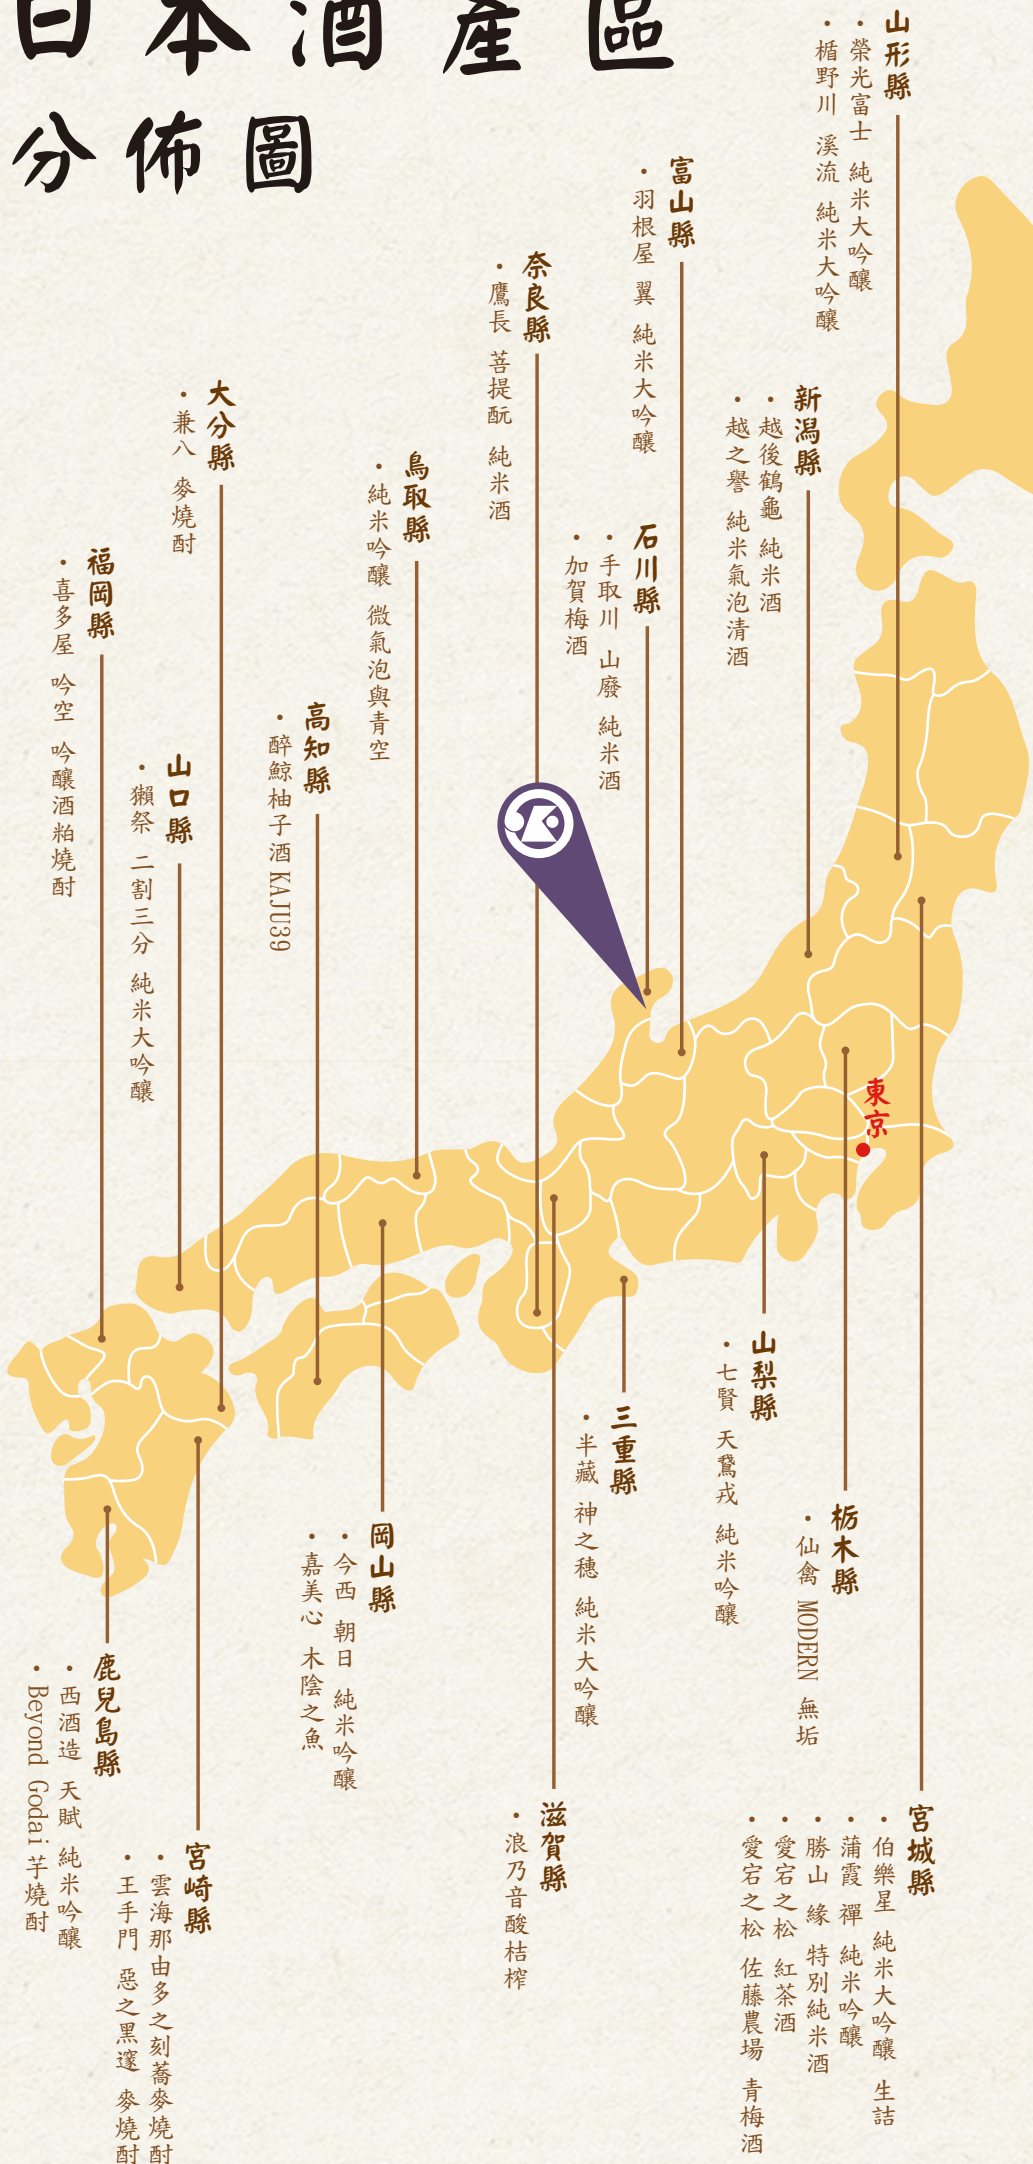 日本酒產區
分佈圖
山形縣
・榮光富士 純米大吟釀
・楯野川 溪流 純米大吟釀
富山縣
・羽根屋 翼 純米大吟釀
奈良縣
・鷹長 菩提酛 純米酒
新潟縣
・越後鶴龜 純米酒
・越之譽 純米氣泡清酒
大分縣
・兼八 麥燒酎
鳥取縣
・純米吟釀 微氣泡與青空
石川縣
・手取川 山廢 純米酒
・加賀梅酒
福岡縣
・喜多屋 吟空 吟釀酒粕燒酎
高知縣
・醉鯨柚子酒 KAJU39
山口縣
・獺祭 二割三分 純米大吟釀
東京
山梨縣
・七賢 天鵞戎 純米吟釀
三重縣
・半藏 神之穗 純米大吟釀
栃木縣
・仙禽 MODERN 無垢
岡山縣
・今西 朝日 純米吟釀
・嘉美心 木陰之魚
鹿兒島縣
・西酒造 天賦 純米吟釀
・Beyond Godai 芋燒酎
宮城縣
・伯樂星 純米大吟釀 生詰
・蒲霞 禪 純米吟釀
・勝山 緣 特別純米酒
・愛宕之松 紅茶酒
・愛宕之松 佐藤農場 青梅酒
滋賀縣
・浪乃音酸桔榨
宮崎縣
・雲海那由多之刻蕎麥燒酎
・王手門 惡之黑邃 麥燒酎